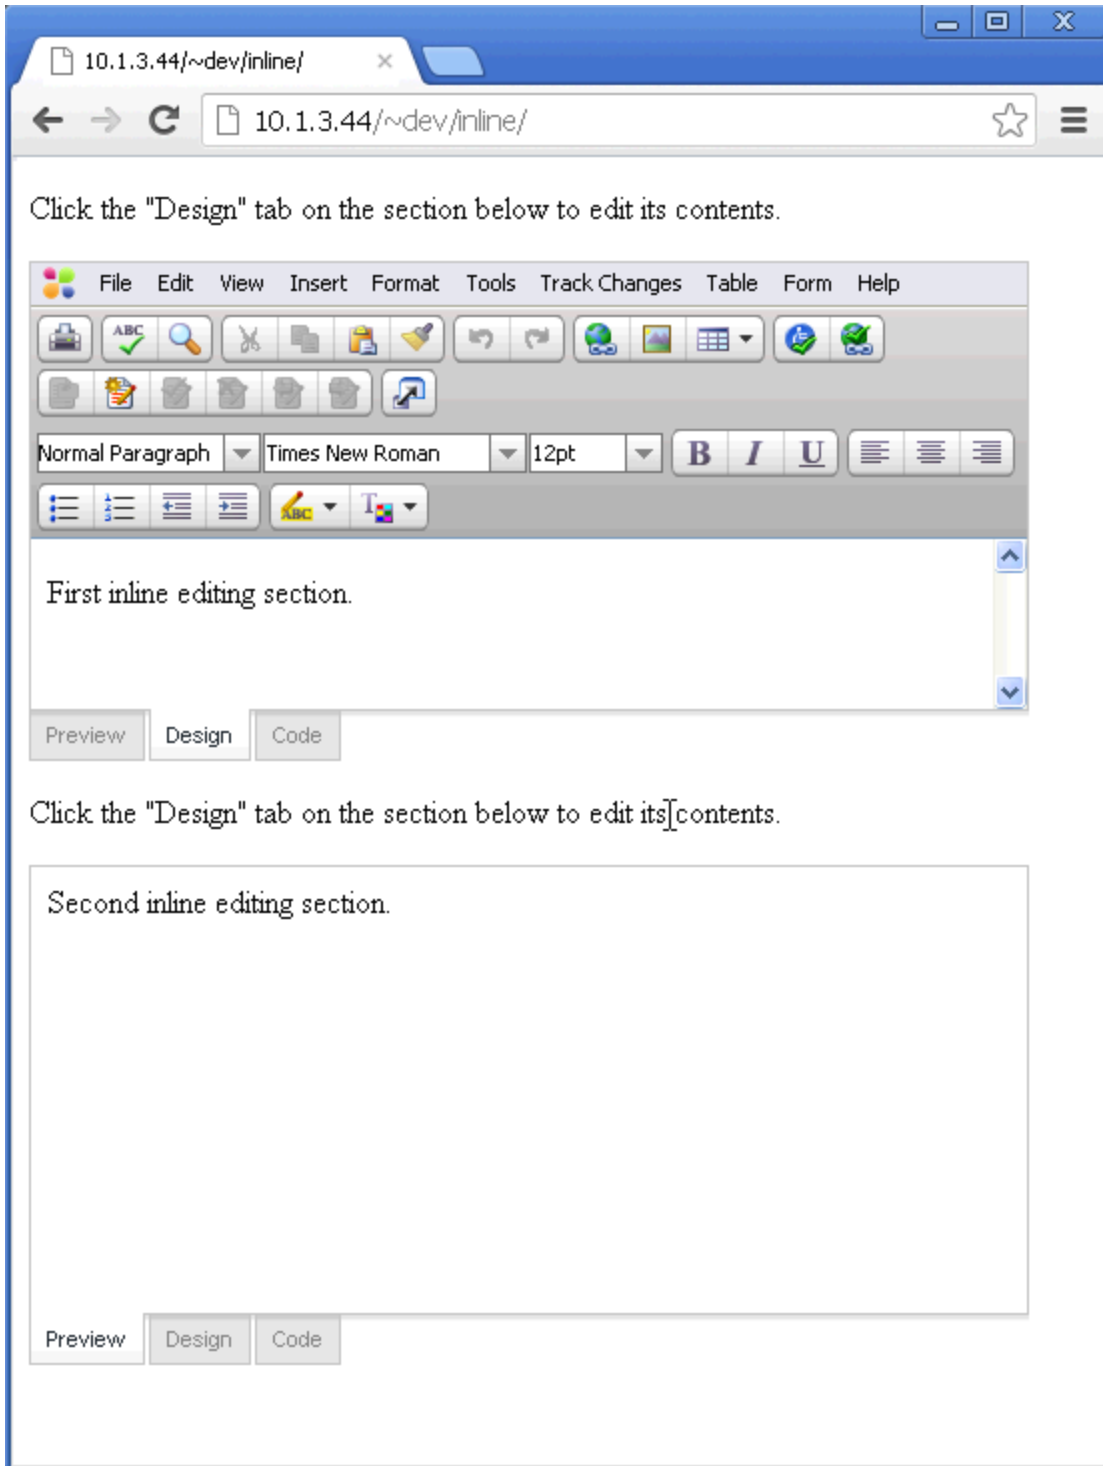 10.1.3.44/~dev/inline/
10.1.3.44/~dev/inline/
Click the "Design" tab on the section below to edit its contents.
File Edit View Insert Format Tools Track Changes Table Form Help
ABC
Normal Paragraph Times New Roman 12pt B I U
ABC T
First inline editing section.
Preview Design Code
Click the "Design" tab on the section below to edit its contents.
Second inline editing section.
Preview Design Code